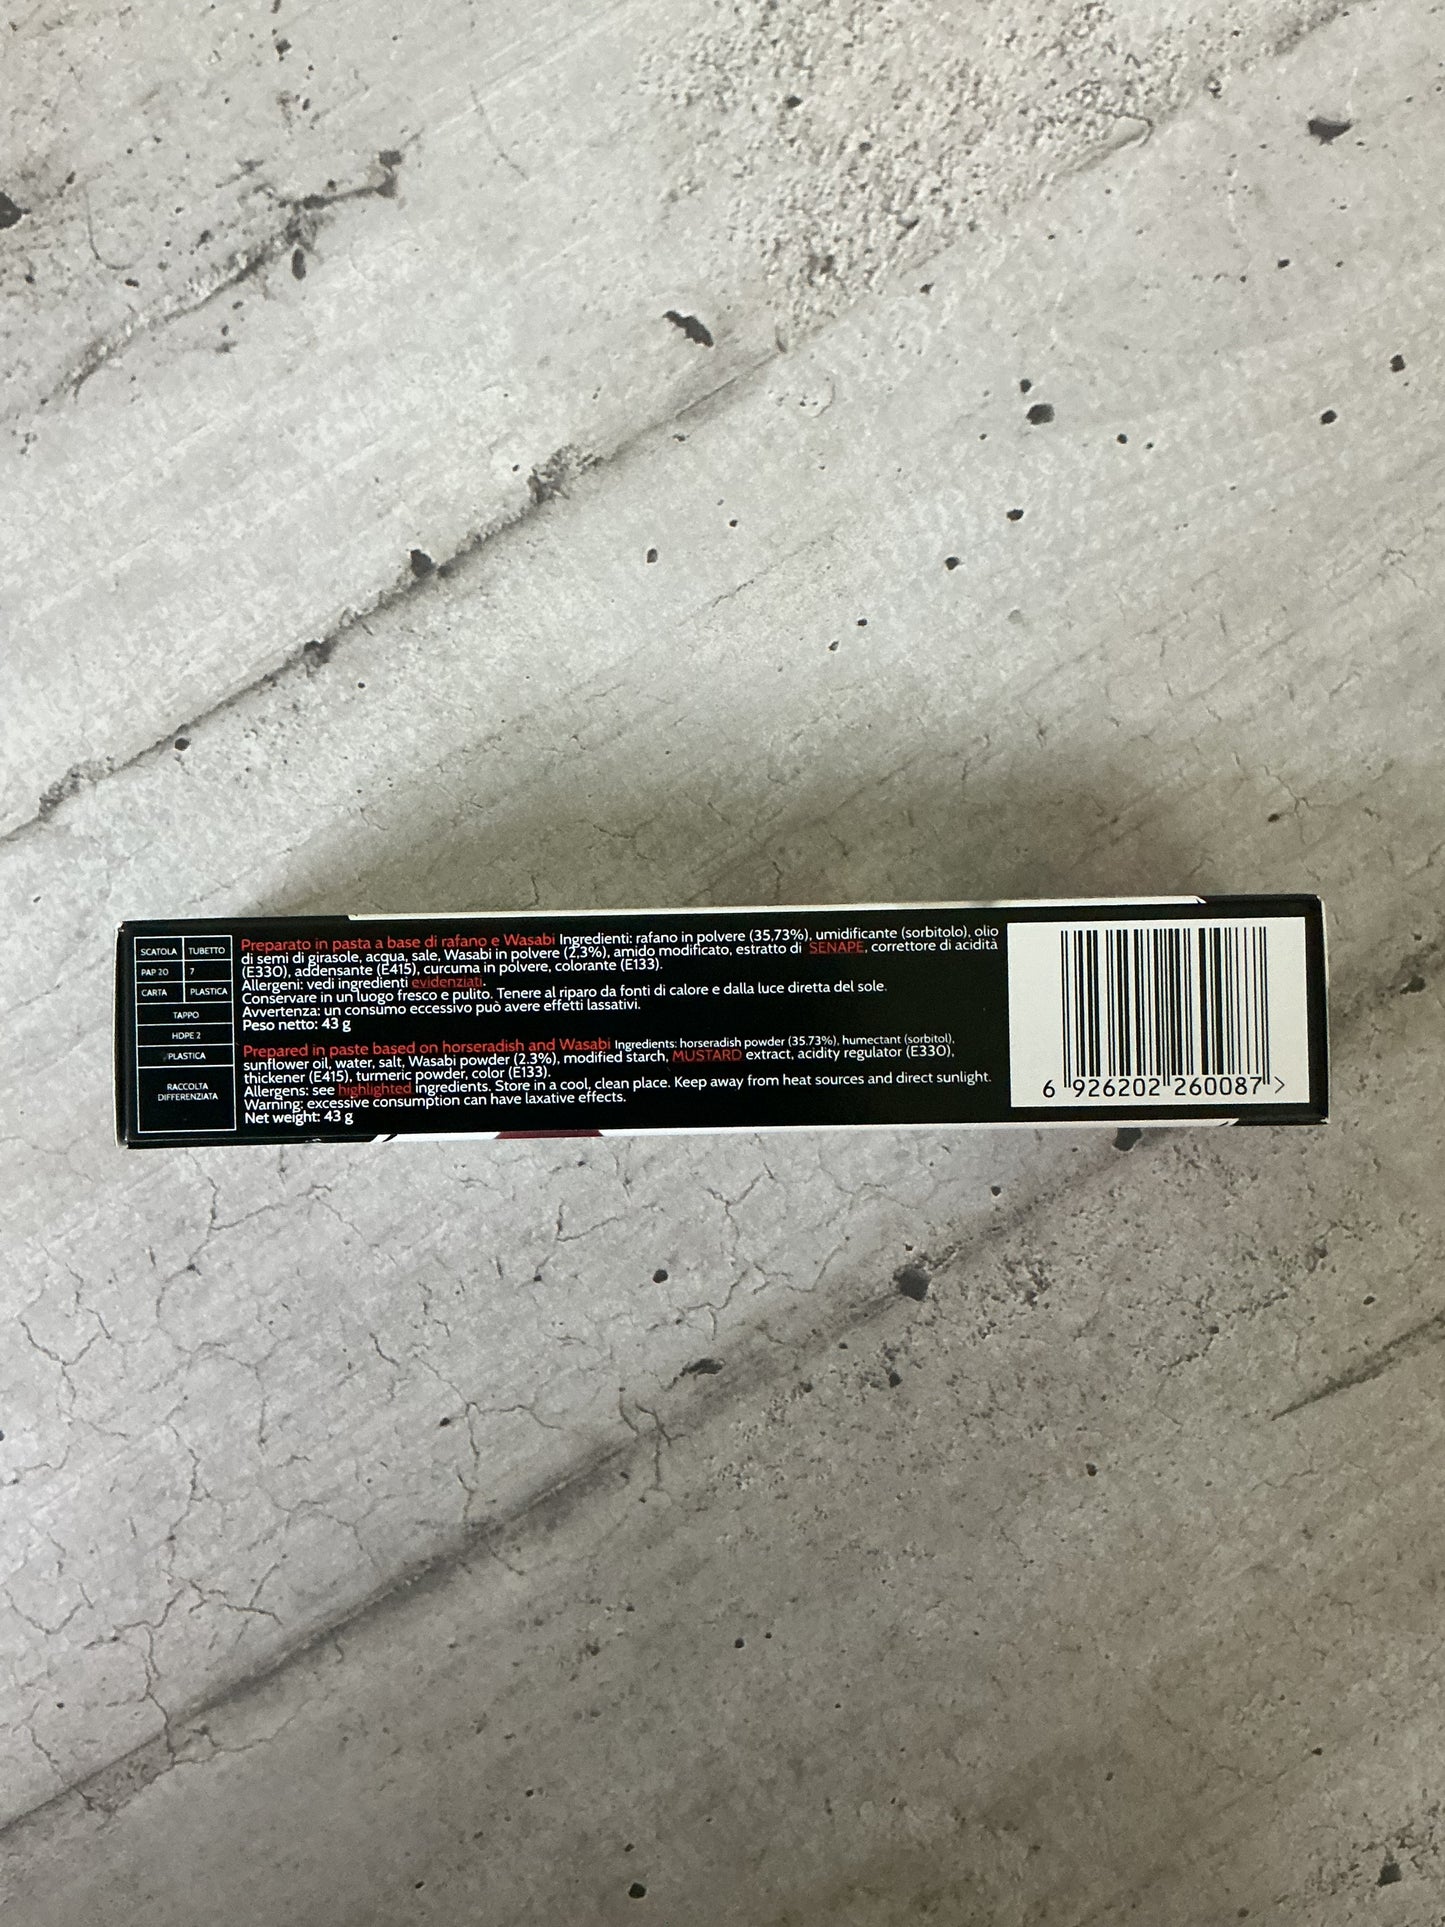 SCATOLA TUBETTO
PAP 20 7
CARTA PLASTICA
TAPPO
HDPE 2
PLASTICA
RACCOLTA
DIFFERENZIATA
Preparato in pasta a base di rafano e Wasabi Ingredienti: rafano in polvere (35,73%), umidificante (sorbitolo), olio
di semi di girasole, acqua, sale, Wasabi in polvere (2,3%), amido modificato, estratto di SENAPE, correttore di acidità
(E330), addensante (E415), curcuma in polvere, colorante (E133).
Allergeni: vedi ingredienti evidenziati.
Conservare in un luogo fresco e pulito. Tenere al riparo da fonti di calore e dalla luce diretta del sole.
Avvertenza: un consumo eccessivo può avere effetti lassativi.
Peso netto: 43 g
Prepared in paste based on horseradish and Wasabi Ingredients: horseradish powder (35.73%), humectant (sorbitol),
sunflower oil, water, salt, Wasabi powder (2.3%), modified starch, MUSTARD extract, acidity regulator (E330),
thickener (E415), turmeric powder, color (E133).
Allergens: see highlighted ingredients. Store in a cool, clean place. Keep away from heat sources and direct sunlight.
Warning: excessive consumption can have laxative effects.
Net weight: 43 g
6 926202 260087 >